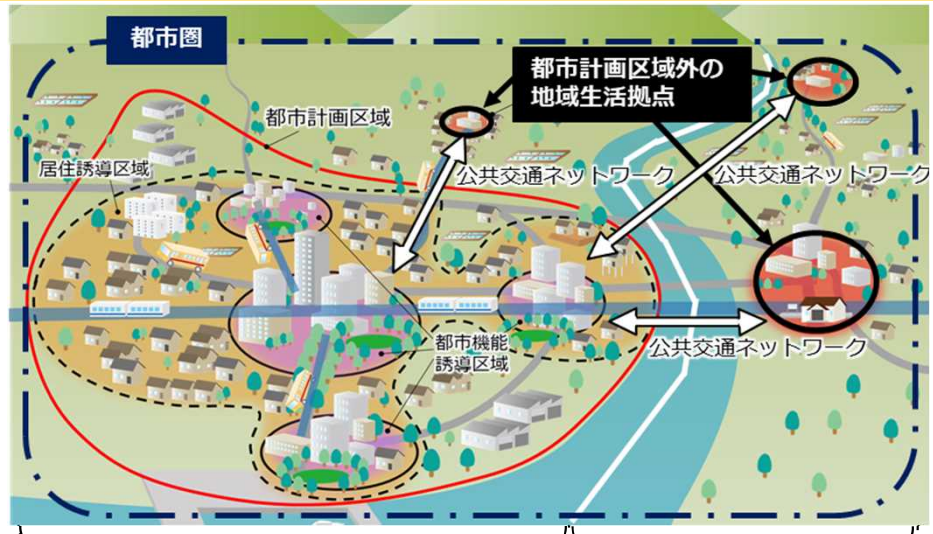 都市圏
都市計画区域外の
地域生活拠点
都市計画区域
居住誘導区域
公共交通ネットワーク
公共交通ネットワーク
都市機能
誘導区域
公共交通ネットワーク